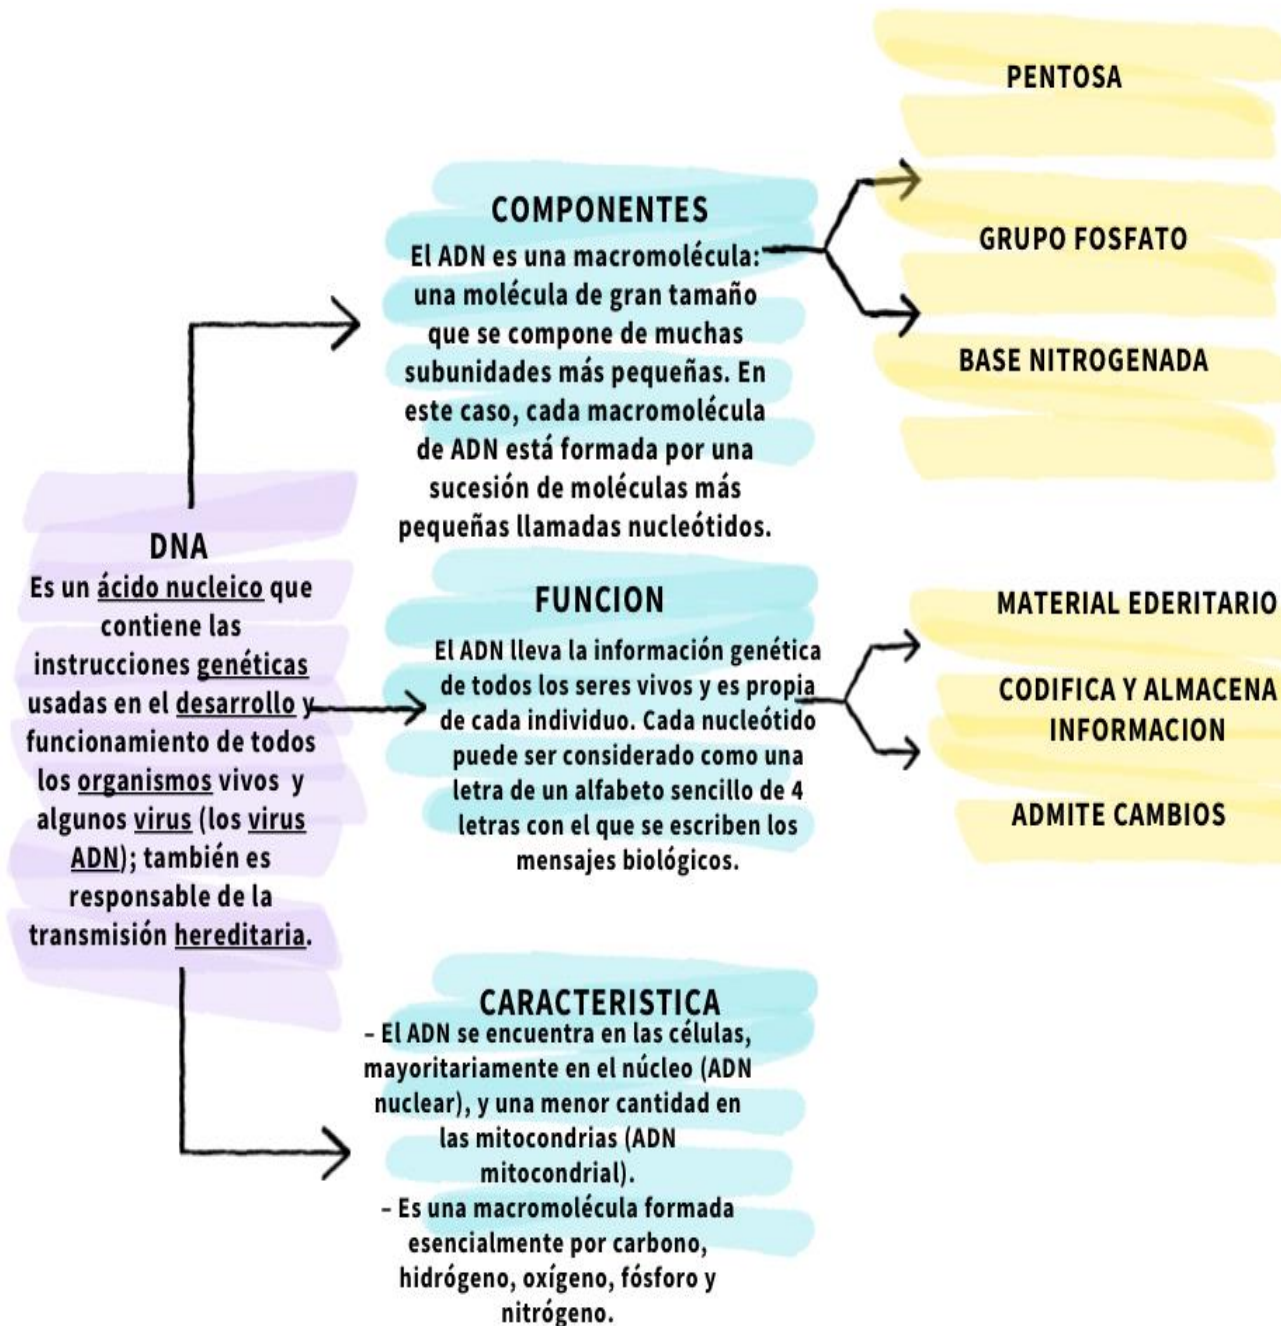 DNA
Es un ácido nucleico que
contiene las
instrucciones genéticas
usadas en el desarrollo y
funcionamiento de todos
los organismos vivos y
algunos virus (los virus
ADN); también es
responsable de la
transmisión hereditaria.
COMPONENTES
El ADN es una macromolécula:
una molécula de gran tamaño
que se compone de muchas
subunidades más pequeñas. En
este caso, cada macromolécula
de ADN está formada por una
sucesión de moléculas más
pequeñas llamadas nucleótidos.
PENTOSA
GRUPO FOSFATO
BASE NITROGENADA
FUNCION
El ADN lleva la información genética
de todos los seres vivos y es propia
de cada individuo. Cada nucleótido
puede ser considerado como una
letra de un alfabeto sencillo de 4
letras con el que se escriben los
mensajes biológicos.
MATERIAL EDERITARIO
CODIFICA Y ALMACENA
INFORMACION
ADMITE CAMBIOS
CARACTERISTICA
– El ADN se encuentra en las células,
mayoritariamente en el núcleo (ADN
nuclear), y una menor cantidad en
las mitocondrias (ADN
mitocondrial).
– Es una macromolécula formada
esencialmente por carbono,
hidrógeno, oxígeno, fósforo y
nitrógeno.